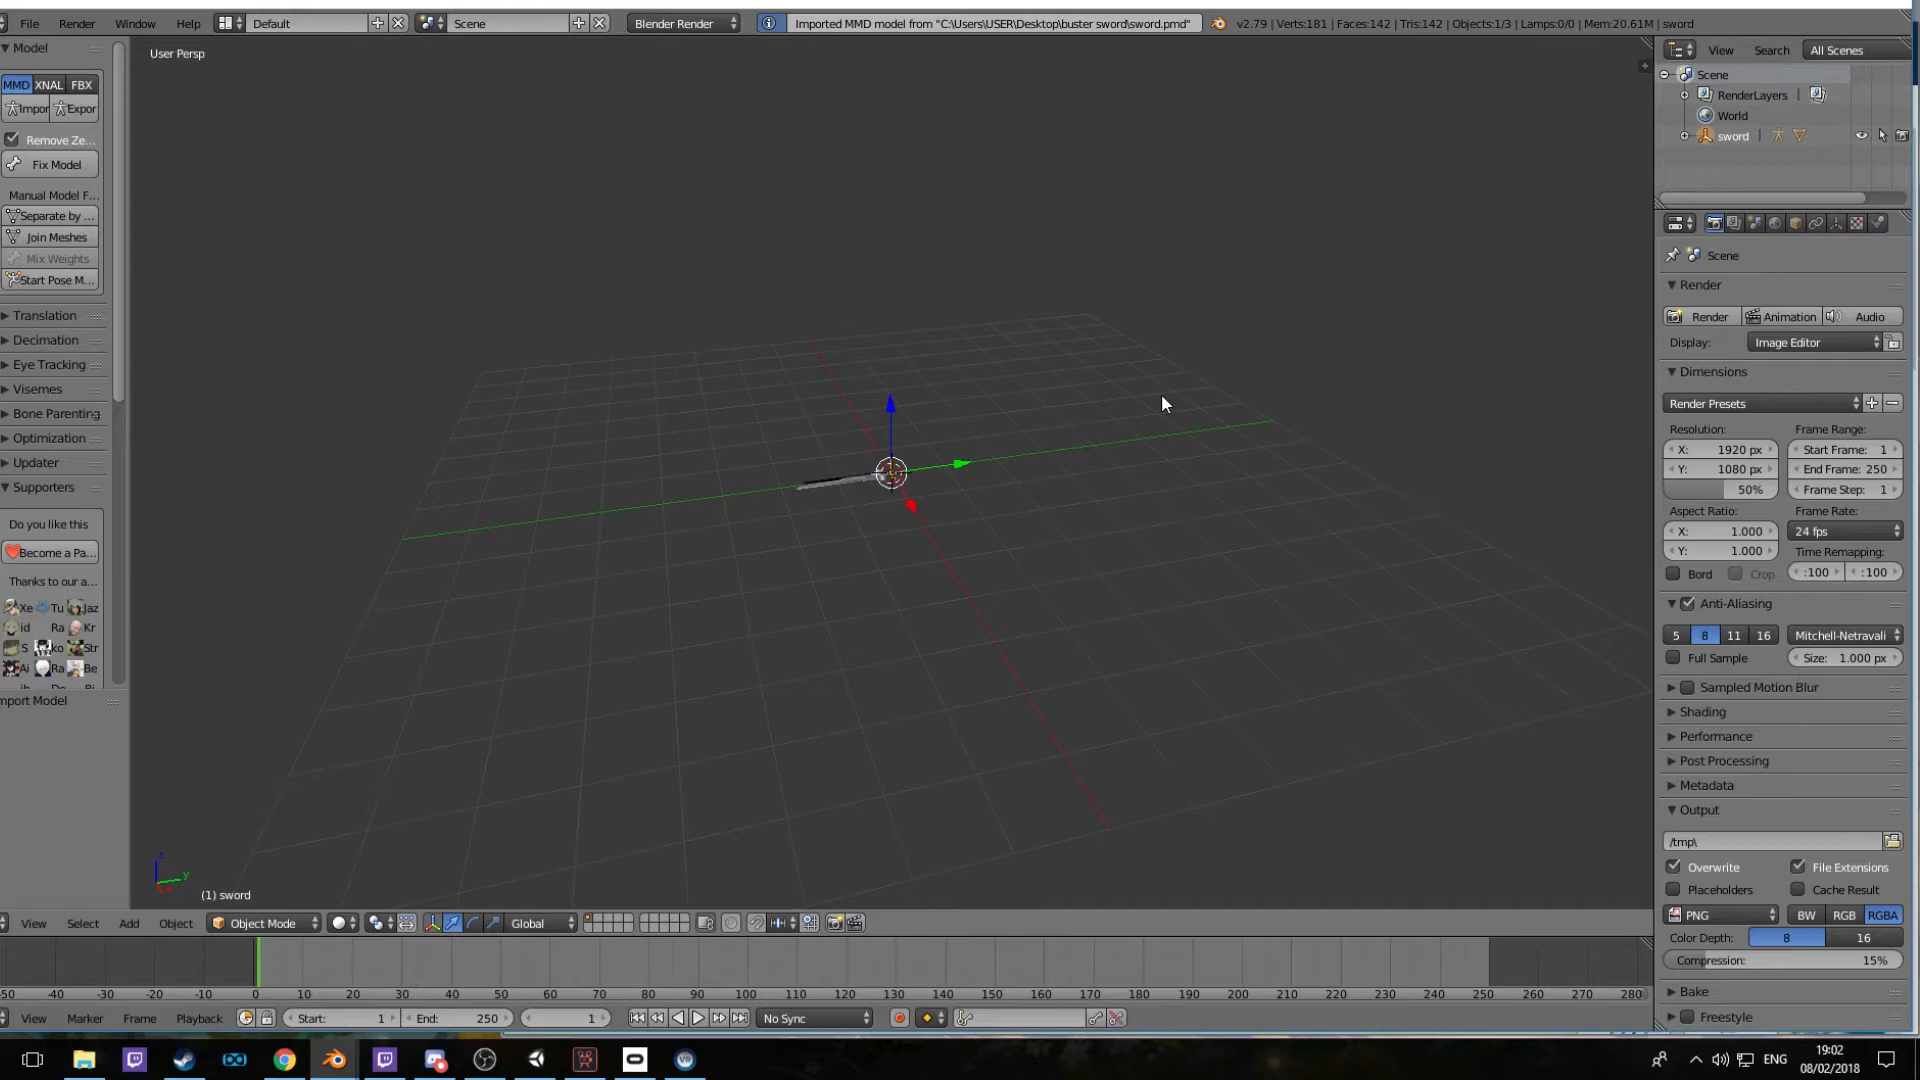 File Render Window Help Default Scene Blender Render Imported MMD model from "C:\Users\USER\Desktop\buster sword\sword.pmd" v2.79 | Verts:181 | Faces:142 | Tris:142 | Objects:1/3 | Lamps:0/0 | Mem:20.61M | sword
Model
User Persp
MMD XNAL FBX
Impor Expor
Remove Ze...
Fix Model
Manual Model F...
Separate by ...
Join Meshes
Mix Weights
Start Pose M...
Translation
Decimation
Eye Tracking
Visemes
Bone Parenting
Optimization
Updater
Supporters
Do you like this
Become a Pa...
Thanks to our a...
Xe Tu Jaz
id Ra Kr
S ko Str
Ai Ra Be
mport Model
z
y
(1) sword
View Search All Scenes
Scene
RenderLayers |
World
sword |
Scene
Render
Render Animation Audio
Display: Image Editor
Dimensions
Render Presets
Resolution: Frame Range:
X: 1920 px Start Frame: 1
Y: 1080 px End Frame: 250
50% Frame Step: 1
Aspect Ratio: Frame Rate:
X: 1.000 24 fps
Y: 1.000 Time Remapping:
Bord Crop :100 :100
Anti-Aliasing
5 8 11 16 Mitchell-Netravali
Full Sample Size: 1.000 px
Sampled Motion Blur
Shading
Performance
Post Processing
Metadata
Output
/tmp\
Overwrite File Extensions
Placeholders Cache Result
PNG BW RGB RGBA
Color Depth: 8 16
Compression: 15%
Bake
Freestyle
View Select Add Object Object Mode Global
-50 -40 -30 -20 -10 0 10 20 30 40 50 60 70 80 90 100 110 120 130 140 150 160 170 180 190 200 210 220 230 240 250 260 270 280
View Marker Frame Playback Start: 1 End: 250 1 No Sync
ENG 19:02
08/02/2018